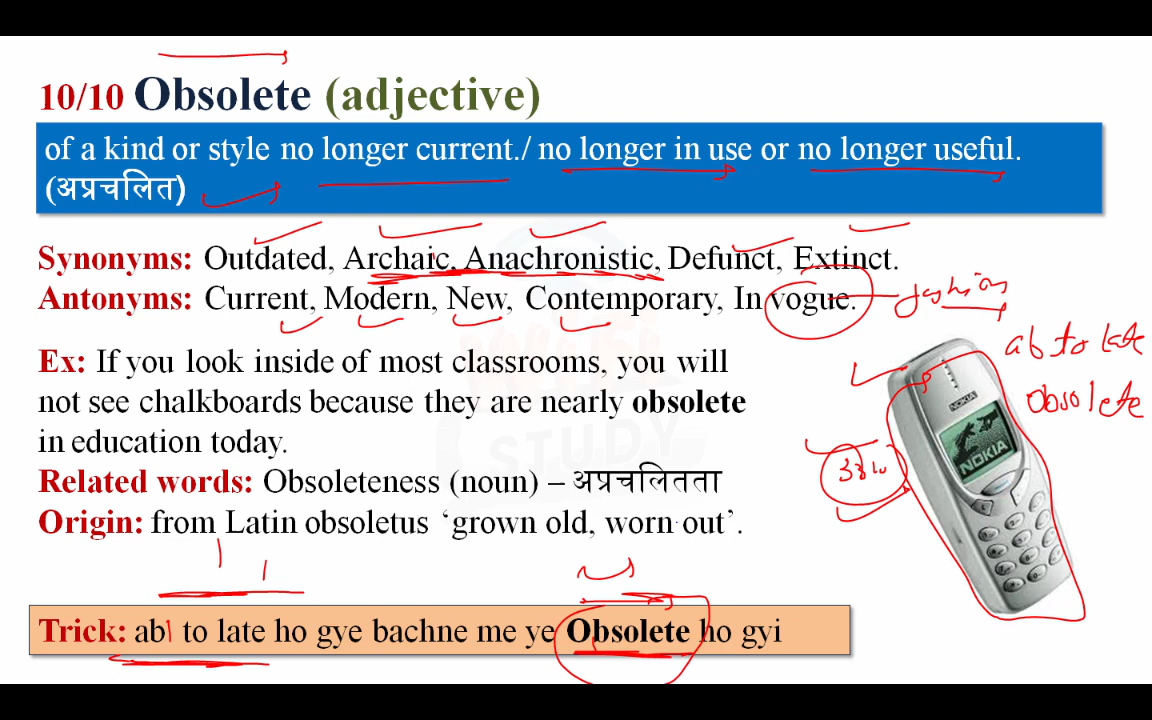 10/10 Obsolete (adjective)
of a kind or style no longer current./ no longer in use or no longer useful.
(अप्रचलित)
Synonyms: Outdated, Archaic, Anachronistic, Defunct, Extinct.
Antonyms: Current, Modern, New, Contemporary, In vogue.
fashion
ab to late
obsolete
Ex: If you look inside of most classrooms, you will
not see chalkboards because they are nearly obsolete
in education today.
NOKIA
NOKIA
3310
STUDY
Related words: Obsoleteness (noun) – अप्रचलितता
Origin: from Latin obsoletus ‘grown old, worn out’.
Trick: ab to late ho gye bachne me ye Obsolete ho gyi